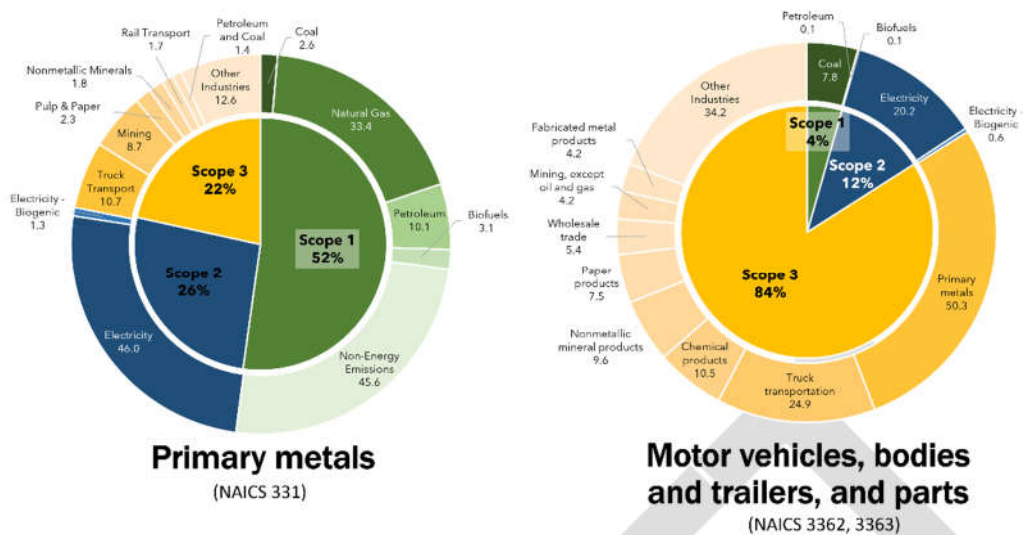 Petroleum
and Coal
1.4
Coal
2.6
Rail Transport
1.7
Nonmetallic Minerals
1.8
Pulp & Paper
2.3
Mining
8.7
Truck
Transport
10.7
Electricity -
Biogenic
1.3
Other
Industries
12.6
Natural Gas
33.4
Petroleum
10.1
Biofuels
3.1
Non-Energy
Emissions
45.6
Electricity
46.0
Scope 3
22%
Scope 1
52%
Scope 2
26%
Primary metals
(NAICS 331)
Petroleum
0.1
Biofuels
0.1
Coal
7.8
Electricity
20.2
Electricity -
Biogenic
0.6
Other
Industries
34.2
Fabricated metal
products
4.2
Mining, except
oil and gas
4.2
Wholesale
trade
5.4
Paper
products
7.5
Nonmetallic
mineral products
9.6
Chemical
products
10.5
Truck
transportation
24.9
Primary
metals
50.3
Scope 1
4%
Scope 2
12%
Scope 3
84%
Motor vehicles, bodies
and trailers, and parts
(NAICS 3362, 3363)